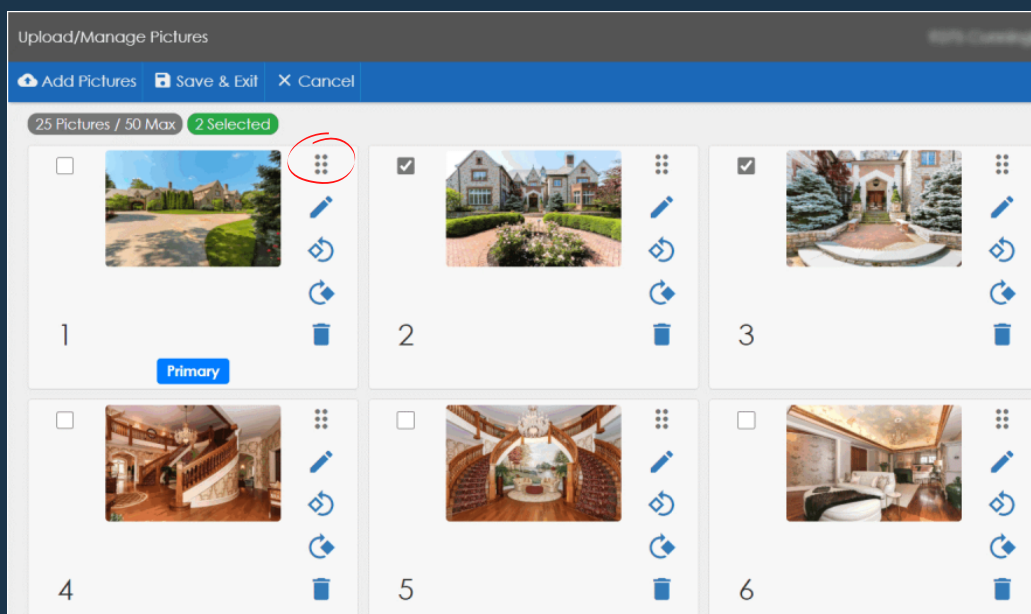 Upload/Manage Pictures
Add Pictures Save & Exit Cancel
25 Pictures / 50 Max 2 Selected
1 2 3
Primary
4 5 6